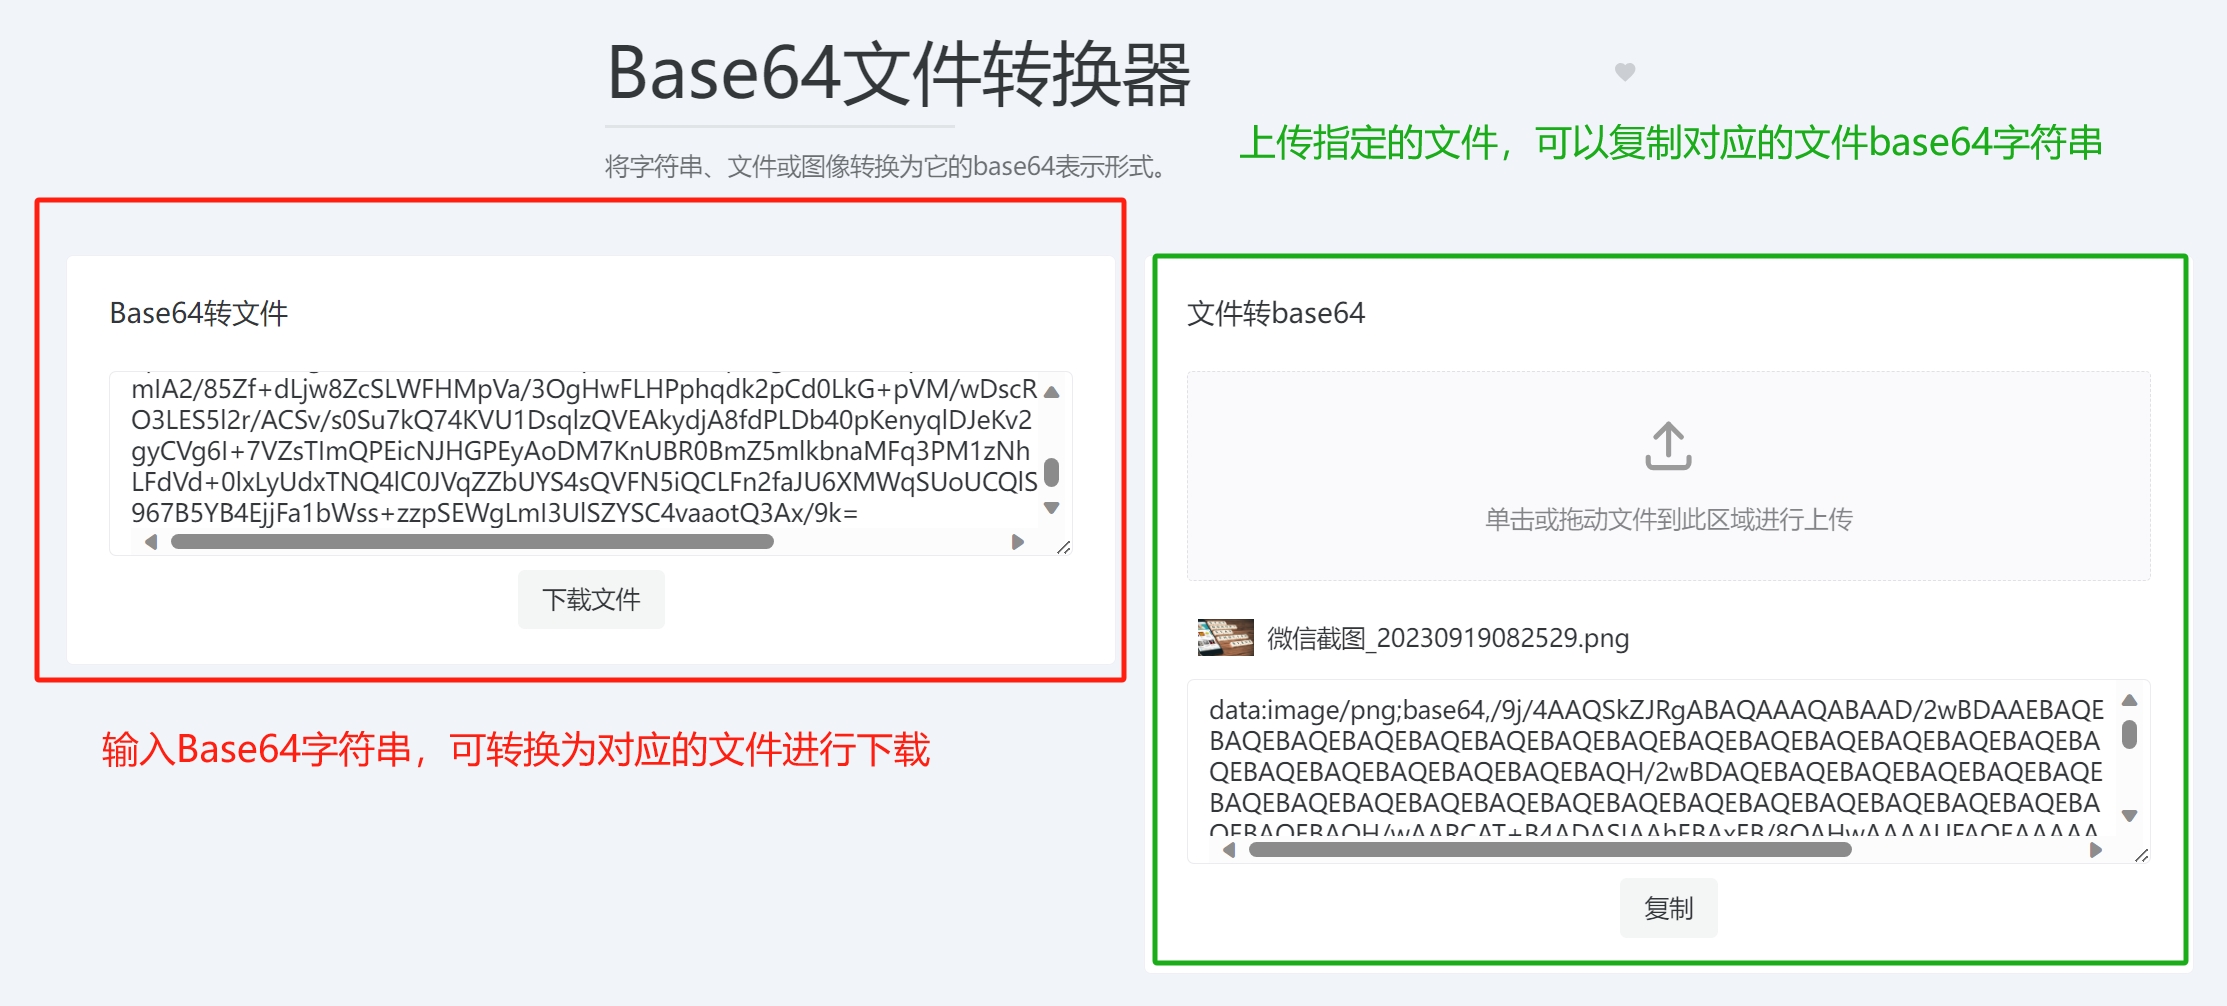 Base64文件转换器
将字符串、文件或图像转换为它的base64表示形式。
上传指定的文件，可以复制对应的文件base64字符串
Base64转文件
mIA2/85Zf+dLjw8ZcSLWFHMpVa/3OgHwFLHPphqdk2pCd0LkG+pVM/wDscR
O3LES5l2r/ACSv/s0Su7kQ74KVU1DsqlzQVEAkydjA8fdPLDb40pKenyqlDJeKv2
gyCVg6I+7VZsTImQPEicNJHGPEyAoDM7KnUBR0BmZ5mlkbnaMFq3PM1zNh
LFdVd+0lxLyUdxTNQ4lC0JVqZZbUYS4sQVFN5iQCLFn2faJU6XMWqSUoUCQlS
967B5YB4EjjFa1bWss+zzpSEWgLmI3UlSZYSC4vaaotQ3Ax/9k=
下载文件
输入Base64字符串，可转换为对应的文件进行下载
文件转base64
单击或拖动文件到此区域进行上传
微信截图_20230919082529.png
data:image/png;base64,/9j/4AAQSkZJRgABAQAAAQABAAD/2wBDAAEBAQE
BAQEBAQEBAQEBAQEBAQEBAQEBAQEBAQEBAQEBAQEBAQEBAQEBAQEBA
QEBAQEBAQEBAQEBAQEBAQEBAQH/2wBDAQEBAQEBAQEBAQEBAQEBAQE
BAQEBAQEBAQEBAQEBAQEBAQEBAQEBAQEBAQEBAQEBAQEBAQEBAQEBA
复制